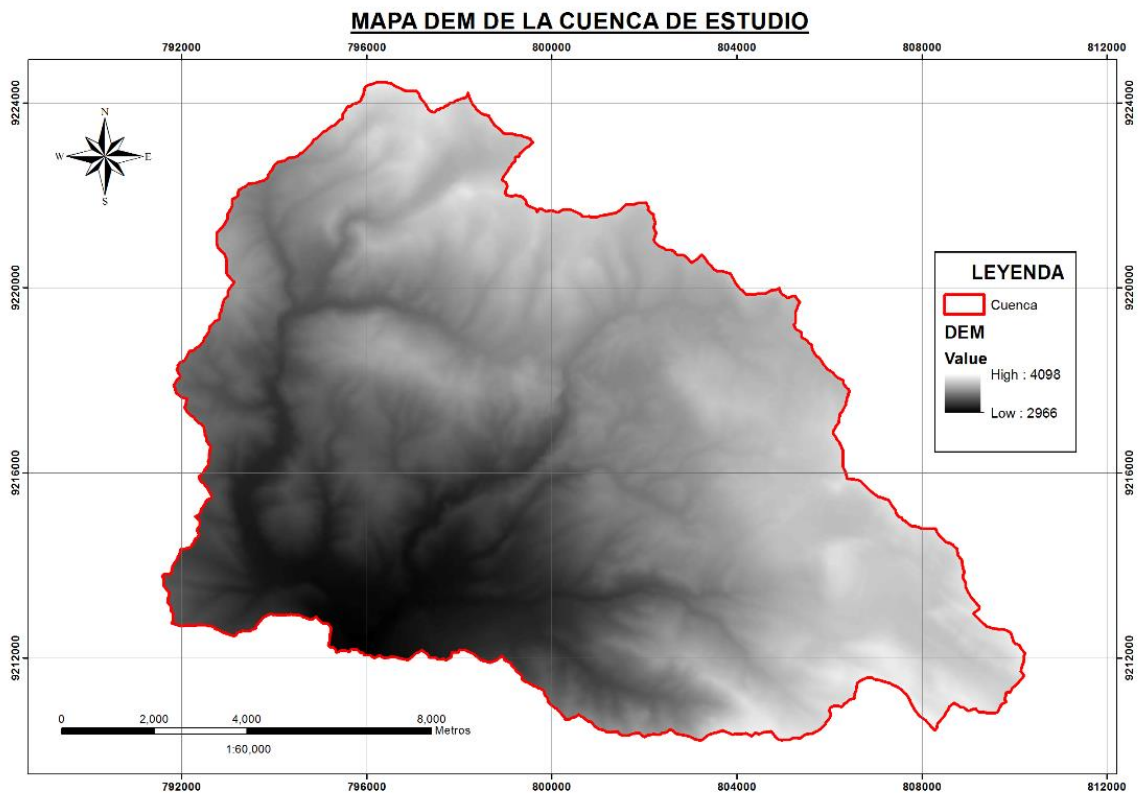 MAPA DEM DE LA CUENCA DE ESTUDIO
792000 796000 800000 804000 808000 812000
9224000 9224000
N
W E
S
9220000 9220000
LEYENDA
Cuenca
DEM
Value
High : 4098
Low : 2966
9216000 9216000
9212000 9212000
0 2,000 4,000 8,000
Metros
1:60,000
792000 796000 800000 804000 808000 812000